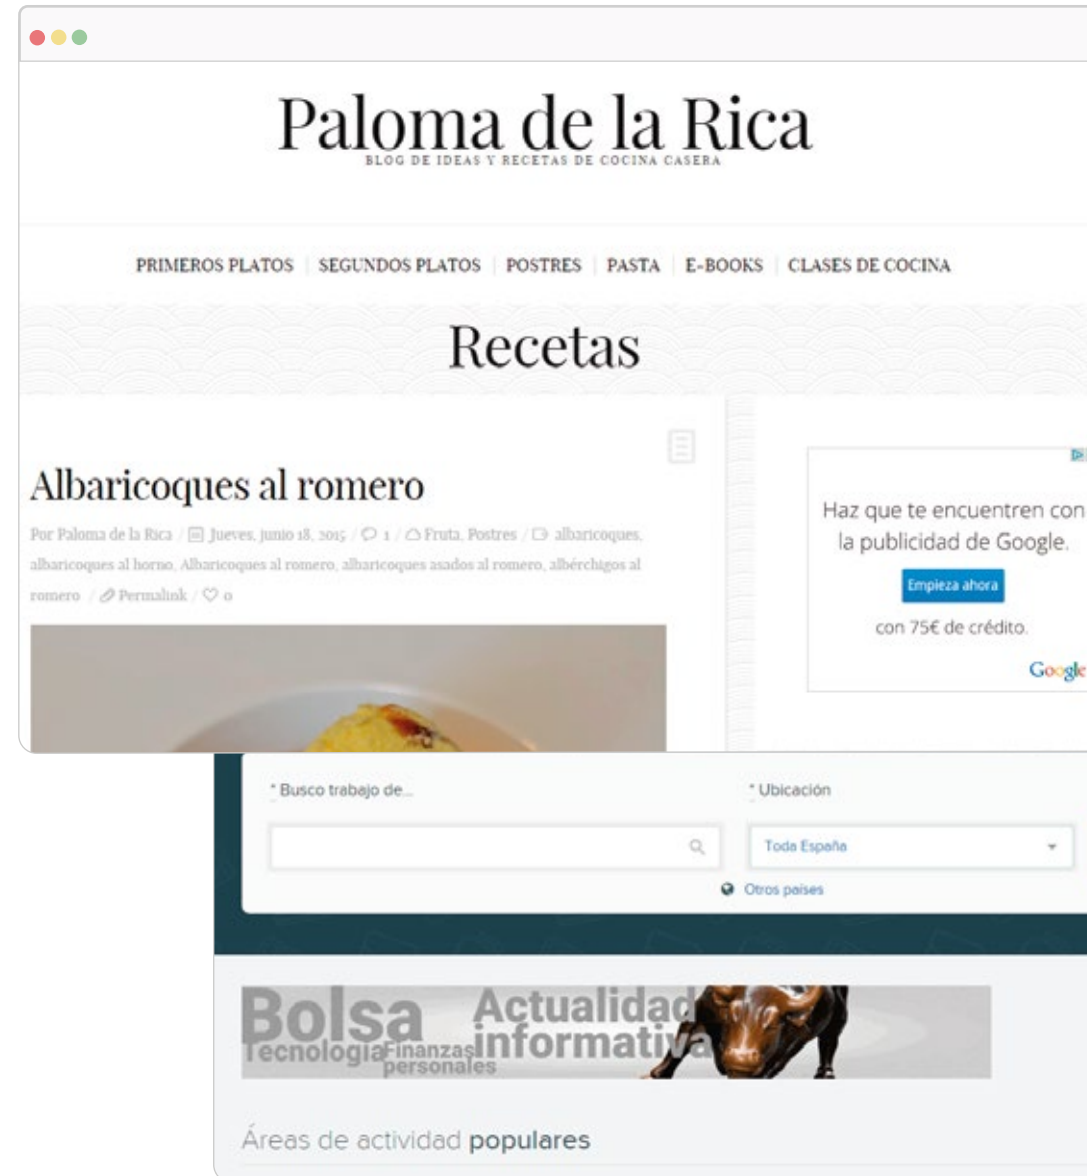 Paloma de la Rica
BLOG DE IDEAS Y RECETAS DE COCINA CASERA
PRIMEROS PLATOS SEGUNDOS PLATOS POSTRES PASTA E-BOOKS CLASES DE COCINA
Recetas
Albaricoques al romero
Por Paloma de la Rica / Jueves, junio 18, 2015 / 1 / Fruta, Postres / albaricoques,
albaricoques al horno, Albaricoques al romero, albaricoques asados al romero, albérchigos al
romero / Permalink / 0
Haz que te encuentren con
la publicidad de Google.
Empieza ahora
con 75€ de crédito.
Google
* Busco trabajo de...
* Ubicación
Toda España
Otros países
Bolsa
Tecnología
Finanzas
personales
Actualidad
informativa
Áreas de actividad populares